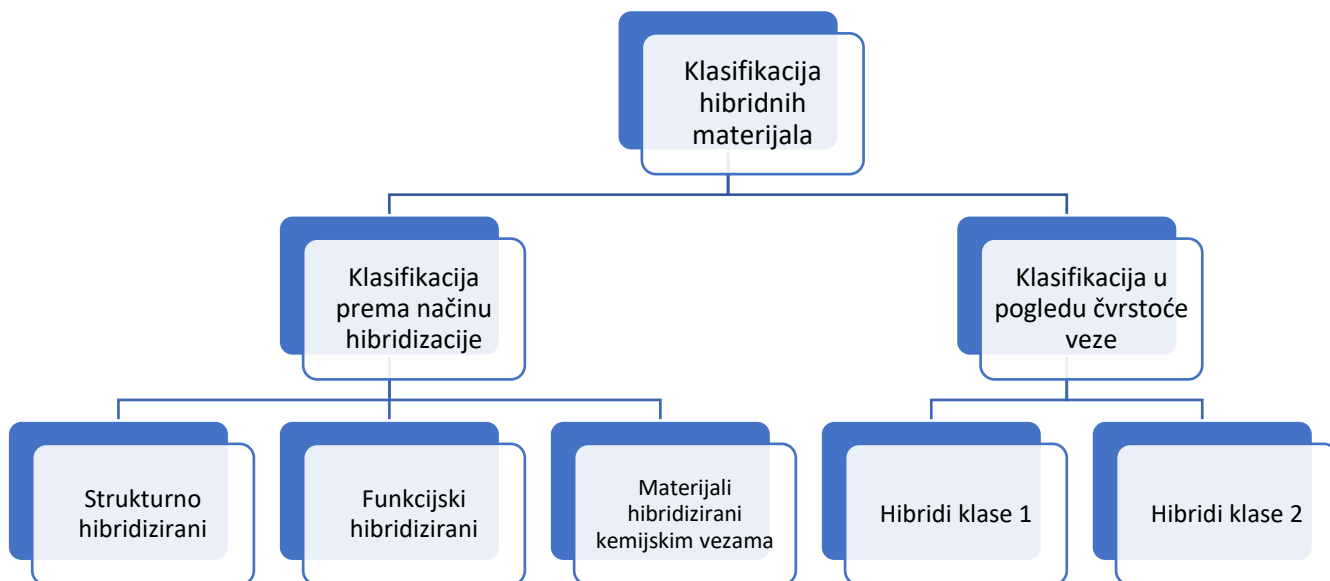 Klasifikacija
hibridnih
materijala
Klasifikacija
prema načinu
hibridizacije
Klasifikacija u
pogledu čvrstoće
veze
Strukturno
hibridizirani
Funkcijski
hibridizirani
Materijali
hibridizirani
kemijskim vezama
Hibridi klase 1
Hibridi klase 2